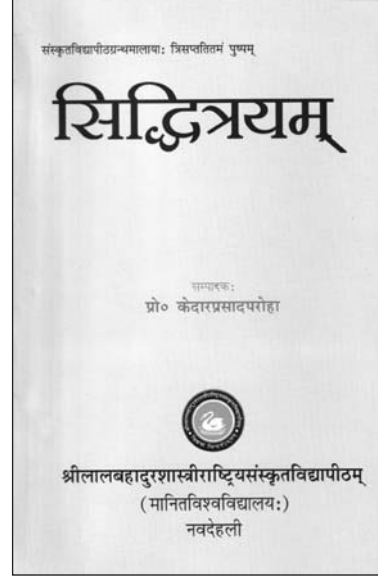 संस्कृतविद्यापीठग्रन्थमालायाः त्रिसप्ततितमं पुष्पम्
सिद्धित्रयम्
सम्पादकः
प्रो० केदारप्रसादपरोहा
श्रीलालबहादुरशास्त्रीराष्ट्रियसंस्कृतविद्यापीठम्
(मानितविश्वविद्यालयः)
नवदेहली